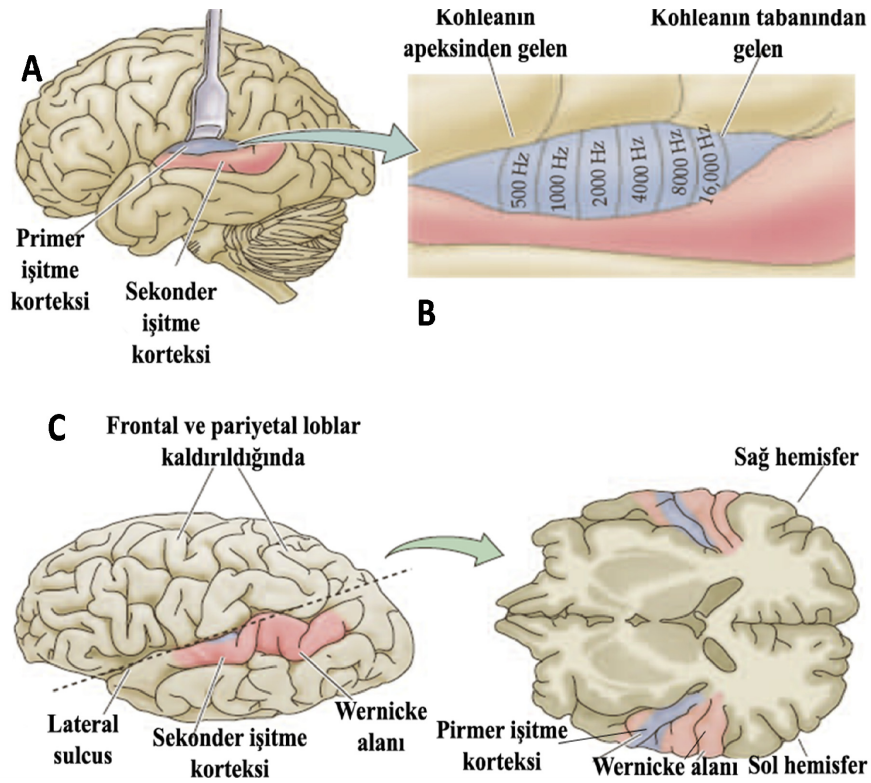 A
Primer
işitme
korteksi
Sekonder
işitme
korteksi
Kohleanın
apeksinden gelen
Kohleanın tabanından
gelen
500 Hz
1000 Hz
2000 Hz
4000 Hz
8000 Hz
16,000 Hz
B
C
Frontal ve pariyetal loblar
kaldırıldığında
Lateral
sulcus
Sekonder işitme
korteksi
Wernicke
alanı
Sağ hemisfer
Pirmer işitme
korteksi
Wernicke alanı
Sol hemisfer